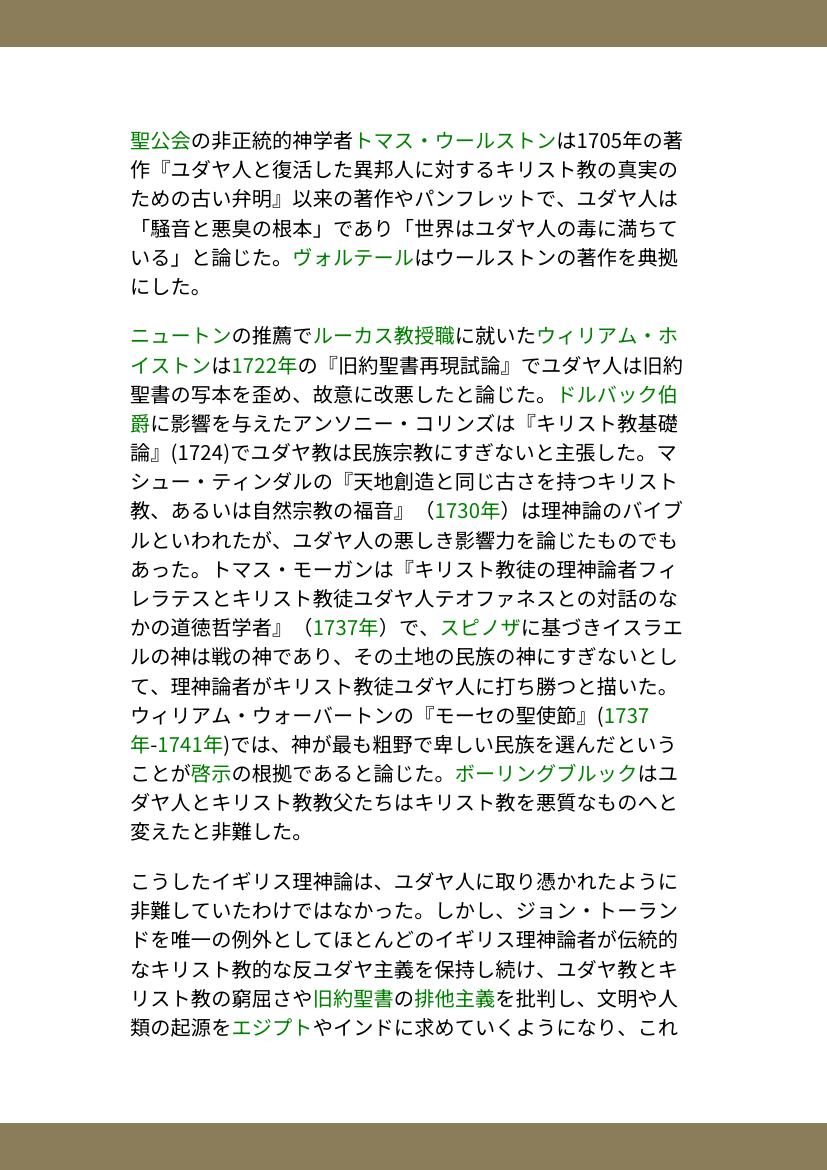 聖公会の非正統的神学者トマス・ウールストンは1705年の著
作『ユダヤ人と復活した異邦人に対するキリスト教の真実の
ための古い弁明』以来の著作やパンフレットで、ユダヤ人は
「騒音と悪臭の根本」であり「世界はユダヤ人の毒に満ちて
いる」と論じた。ヴォルテールはウールストンの著作を典拠
にした。
ニュートンの推薦でルーカス教授職に就いたウィリアム・ホ
イストンは1722年の『旧約聖書再現試論』でユダヤ人は旧約
聖書の写本を歪め、故意に改悪したと論じた。ドルバック伯
爵に影響を与えたアンソニー・コリンズは『キリスト教基礎
論』(1724)でユダヤ教は民族宗教にすぎないと主張した。マ
シュー・ティンダルの『天地創造と同じ古さを持つキリスト
教、あるいは自然宗教の福音』（1730年）は理神論のバイブ
ルといわれたが、ユダヤ人の悪しき影響力を論じたものでも
あった。トマス・モーガンは『キリスト教徒の理神論者フィ
レラテスとキリスト教徒ユダヤ人テオファネスとの対話のな
かの道徳哲学者』（1737年）で、スピノザに基づきイスラエ
ルの神は戦の神であり、その土地の民族の神にすぎないとし
て、理神論者がキリスト教徒ユダヤ人に打ち勝つと描いた。
ウィリアム・ウォーバートンの『モーセの聖使節』(1737
年-1741年)では、神が最も粗野で卑しい民族を選んだという
ことが啓示の根拠であると論じた。ボーリングブルックはユ
ダヤ人とキリスト教教父たちはキリスト教を悪質なものへと
変えたと非難した。
こうしたイギリス理神論は、ユダヤ人に取り憑かれたように
非難していたわけではなかった。しかし、ジョン・トーラン
ドを唯一の例外としてほとんどのイギリス理神論者が伝統的
なキリスト教的な反ユダヤ主義を保持し続け、ユダヤ教とキ
リスト教の窮屈さや旧約聖書の排他主義を批判し、文明や人
類の起源をエジプトやインドに求めていくようになり、これ